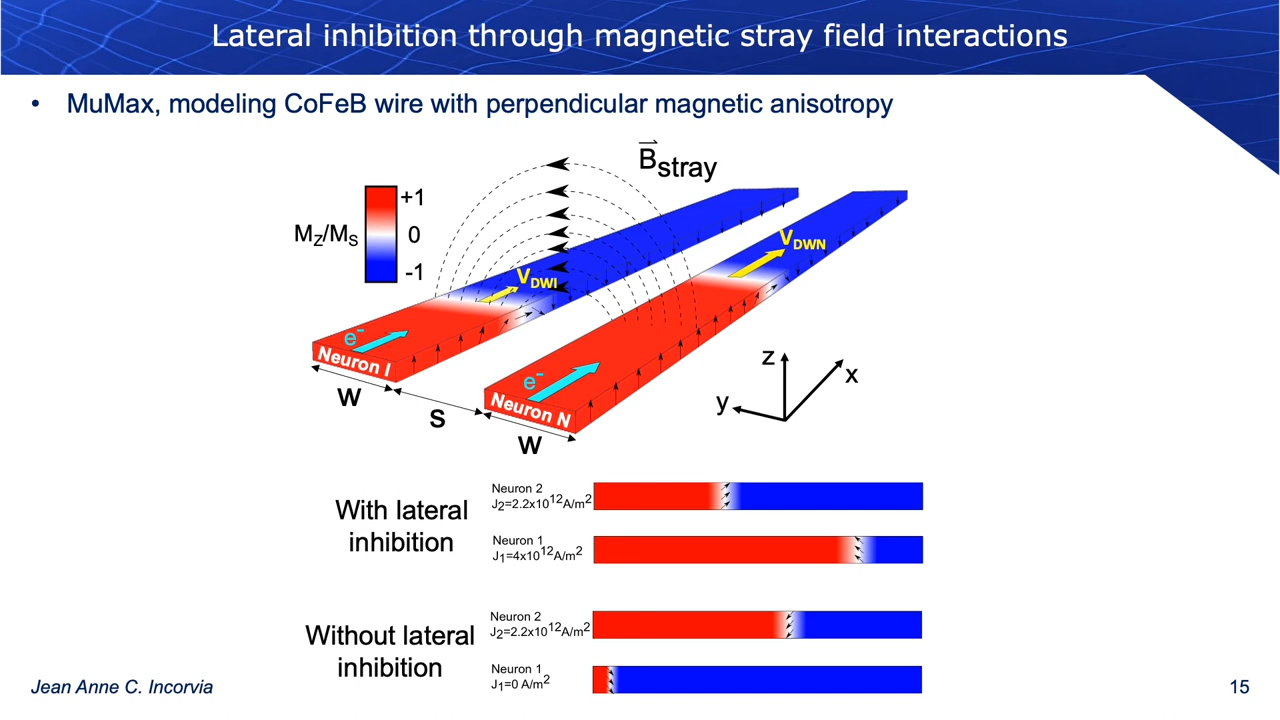 Lateral inhibition through magnetic stray field interactions
• MuMax, modeling CoFeB wire with perpendicular magnetic anisotropy
B⃗stray
+1
MZ/MS
0
-1
VDWI
VDWN
e-
Neuron I
e-
Neuron N
W
S
W
z
x
y
With lateral
inhibition
Neuron 2
J2=2.2x10^12A/m^2
Neuron 1
J1=4x10^12A/m^2
Without lateral
inhibition
Neuron 2
J2=2.2x10^12A/m^2
Neuron 1
J1=0 A/m^2
Jean Anne C. Incorvia
15